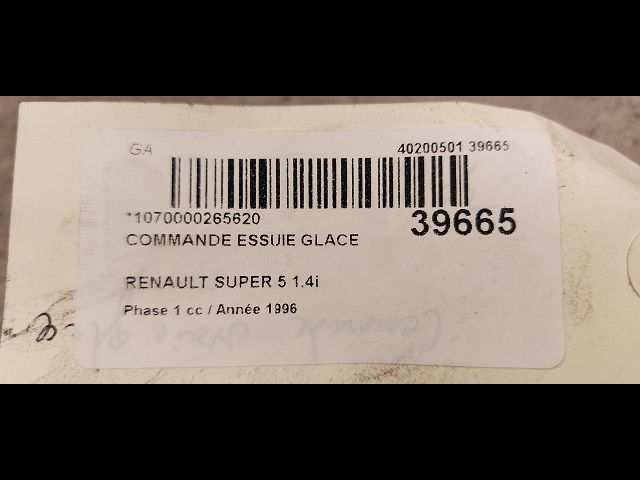 GA 40200501 39665
*1070000265620 39665
COMMANDE ESSUIE GLACE
RENAULT SUPER 5 1.4i
Phase 1 cc / Année 1996